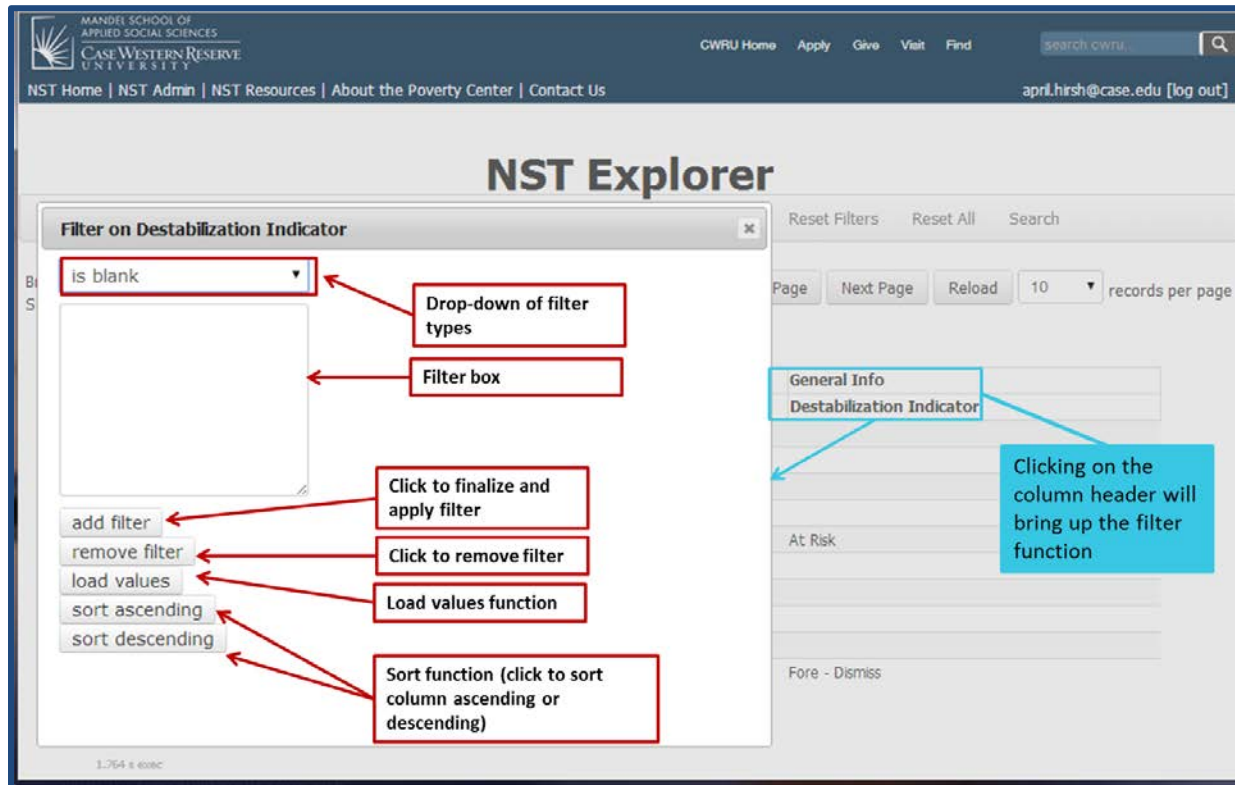 MANDEL SCHOOL OF
APPLIED SOCIAL SCIENCES
CASE WESTERN RESERVE
UNIVERSITY
CWRU Home Apply Give Visit Find
search cwru...
NST Home | NST Admin | NST Resources | About the Poverty Center | Contact Us
april.hirsh@case.edu [log out]
NST Explorer
Reset Filters Reset All Search
Filter on Destabilization Indicator
is blank
Page Next Page Reload 10 records per page
Drop-down of filter
types
Filter box
General Info
Destabilization Indicator
Clicking on the
column header will
bring up the filter
function
Click to finalize and
apply filter
add filter
At Risk
Click to remove filter
remove filter
load values
Load values function
sort ascending
sort descending
Sort function (click to sort
column ascending or
descending)
Fore - Dismiss
1.764 s exec